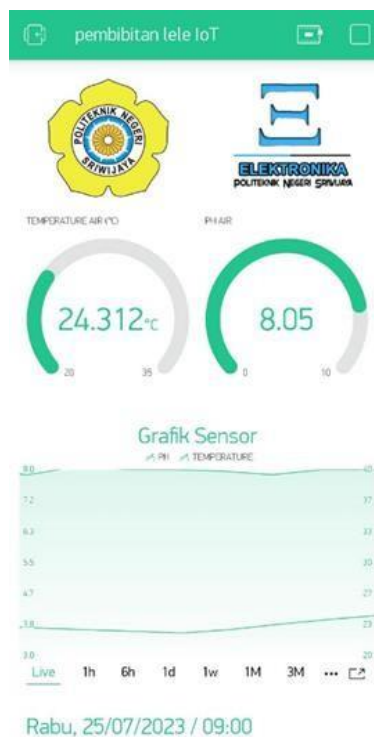 pembibitan lele IoT
POLITEKNIK NEGERI
SRIWIJAYA
ELEKTRONIKA
POLITEKNIK NEGERI SRIWIJAYA
TEMPERATURE AIR (°C)
PH AIR
24.312°C
8.05
20 35
0 10
Grafik Sensor
PH TEMPERATURE
8.0 40
7.2 37
6.3 33
5.5 30
4.7 27
3.8 23
3.0 20
Live 1h 6h 1d 1w 1M 3M ...
Rabu, 25/07/2023 / 09:00